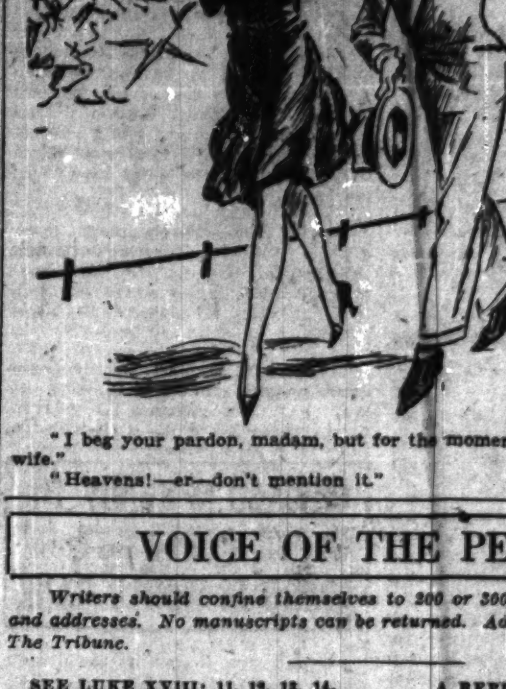 "I beg your pardon, madam, but for the
wife."
"Heavens!—er—don't mention it."
VOICE OF THE PE
Writers should confine themselves to 200 or 300
and addresses. No manuscripts can be returned. Ad
The Tribune.
SEE LUKE XVIII: 11, 12, 13, 14.